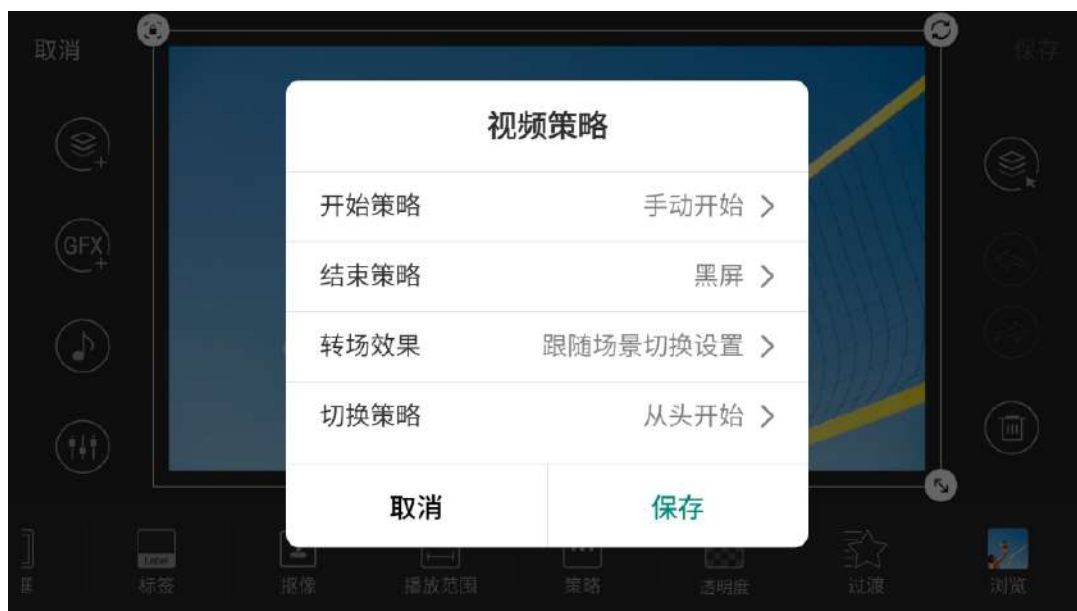 取消
保存
视频策略
开始策略 手动开始
GFX
结束策略 黑屏
转场效果 跟随场景切换设置
切换策略 从头开始
取消 保存
标签 抠像 播放范围 策略 透明度 过渡 浏览